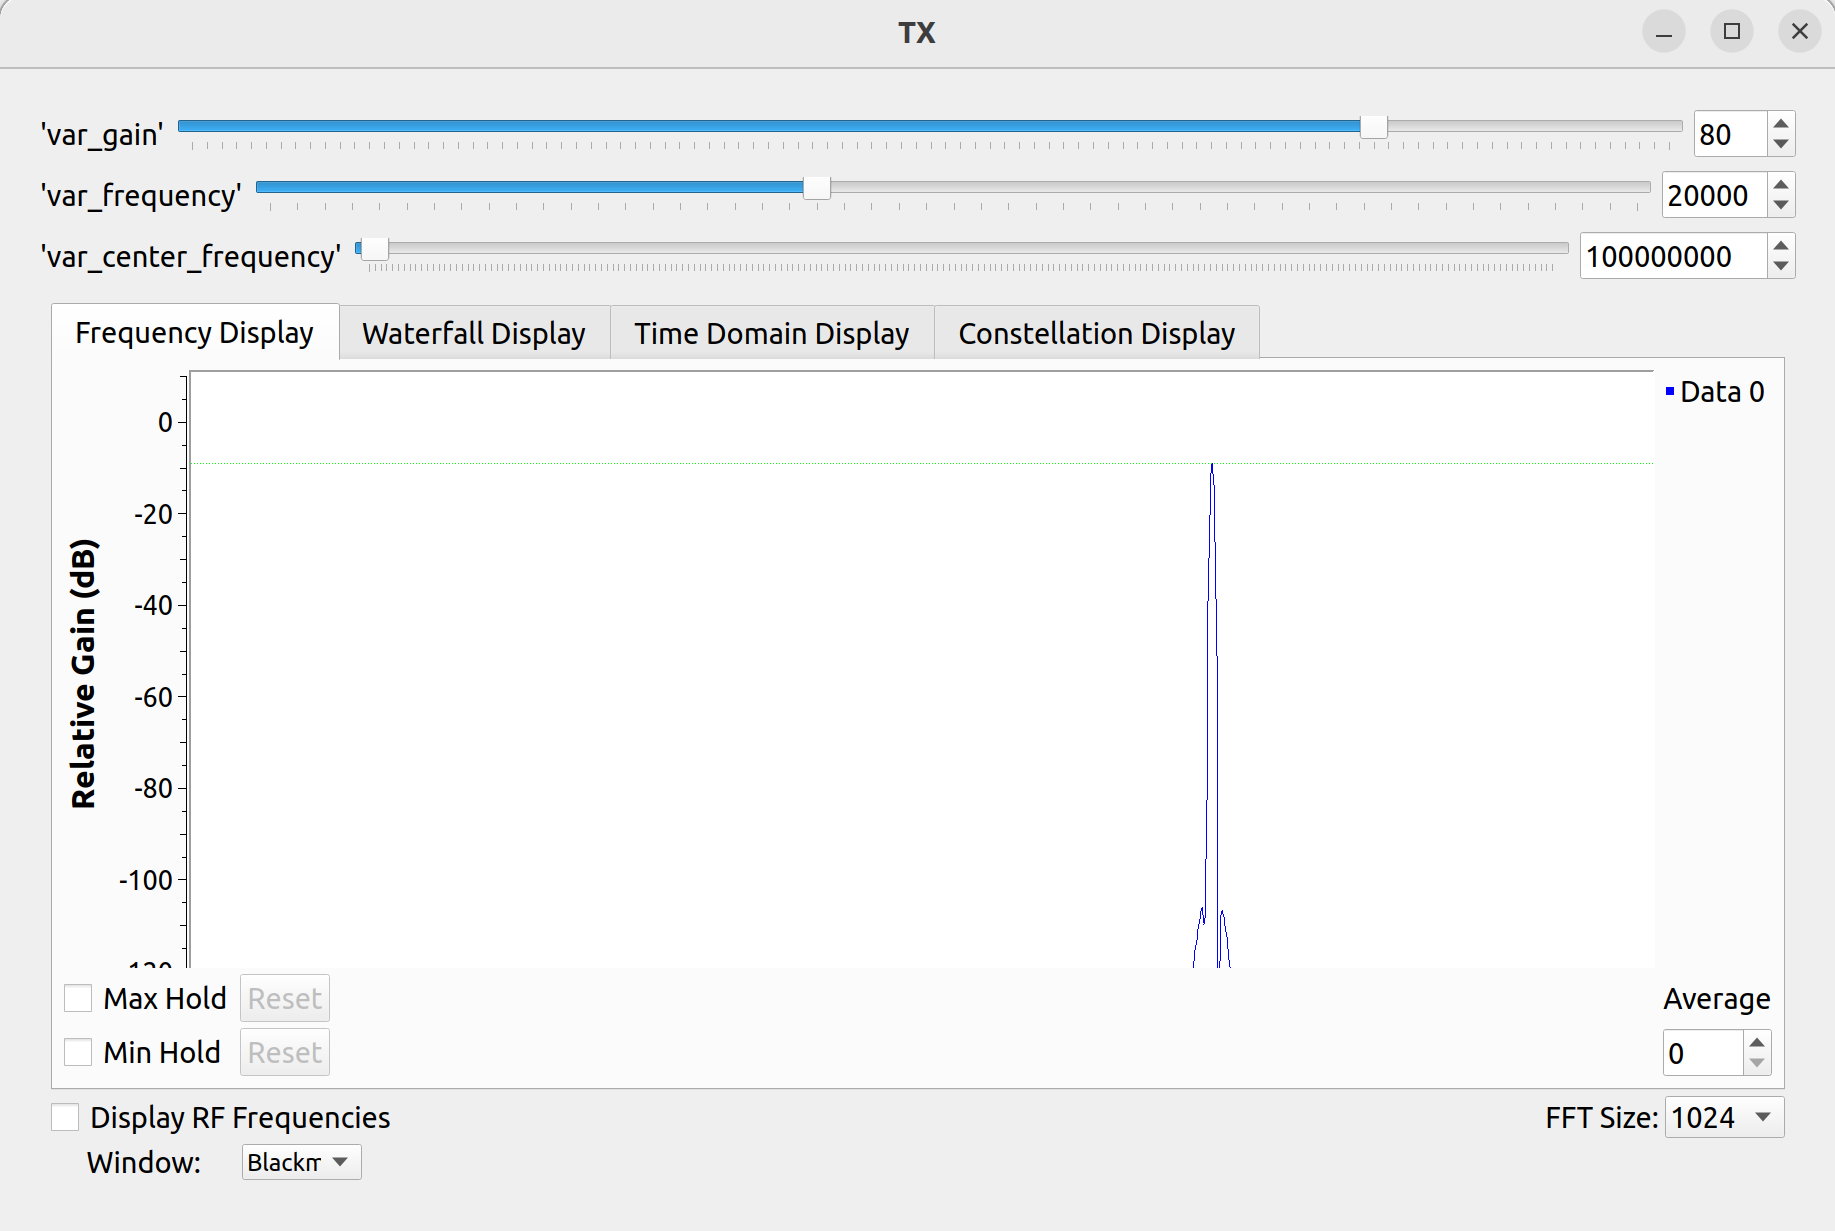 TX
'var_gain' 80
'var_frequency' 20000
'var_center_frequency' 100000000
Frequency Display Waterfall Display Time Domain Display Constellation Display
Data 0
Relative Gain (dB)
0
-20
-40
-60
-80
-100
Max Hold Reset Average
Min Hold Reset 0
Display RF Frequencies FFT Size: 1024
Window: Blackm